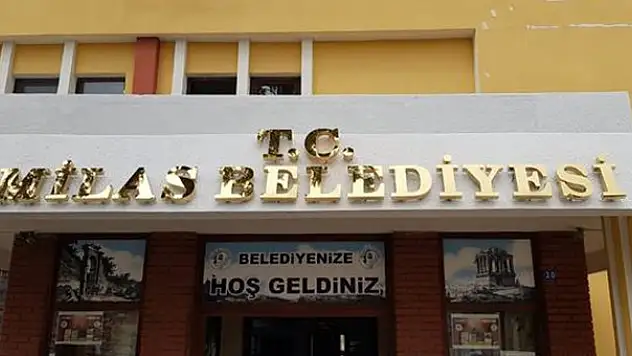 T.C.
MİLAS BELEDİYESİ
BELEDİYENİZE
HOŞ GELDİNİZ